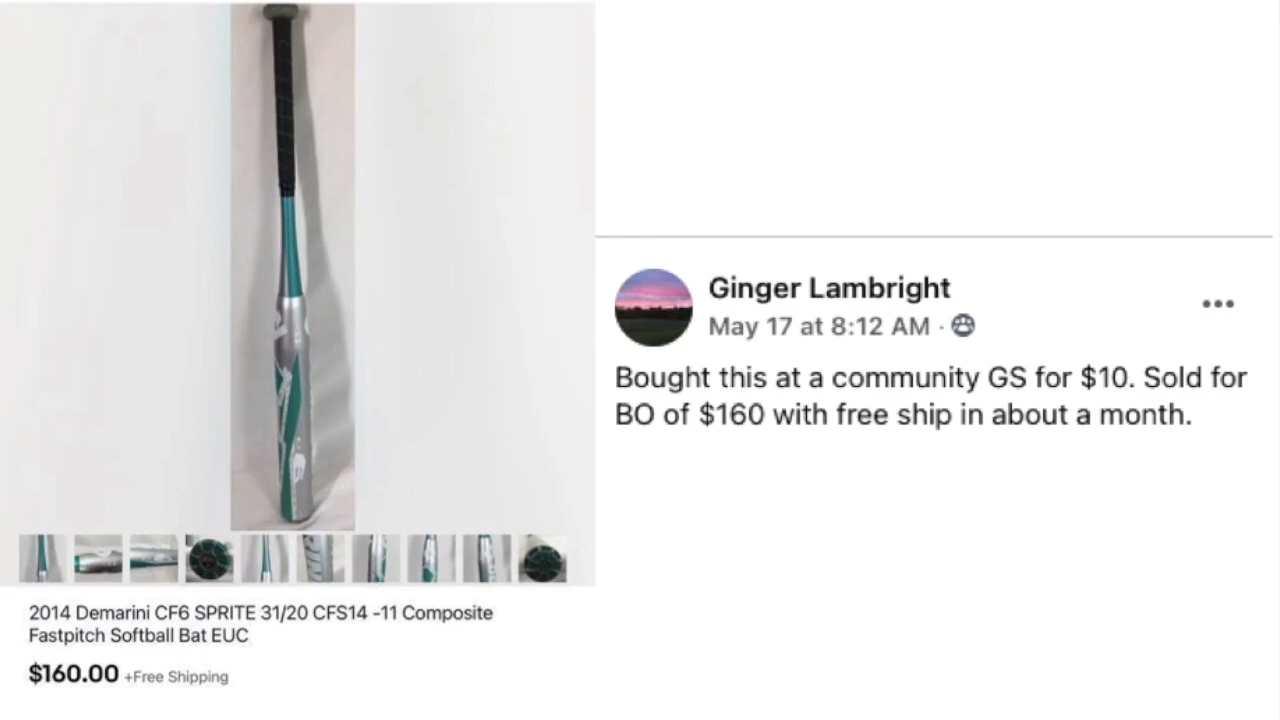 2014 Demarini CF6 SPRITE 31/20 CFS14 -11 Composite
Fastpitch Softball Bat EUC
$160.00 +Free Shipping
Ginger Lambright
May 17 at 8:12 AM ·
Bought this at a community GS for $10. Sold for
BO of $160 with free ship in about a month.